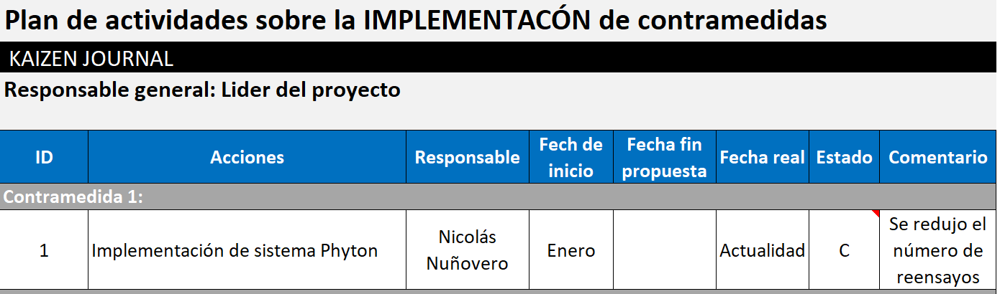 Plan de actividades sobre la IMPLEMENTACÓN de contramedidas
KAIZEN JOURNAL
Responsable general: Lider del proyecto
ID
Acciones
Responsable
Fech de
inicio
Fecha fin
propuesta
Fecha real
Estado
Comentario
Contramedida 1:
1
Implementación de sistema Phyton
Nicolás
Nuñovero
Enero
Actualidad
C
Se redujo el
número de
reensayos